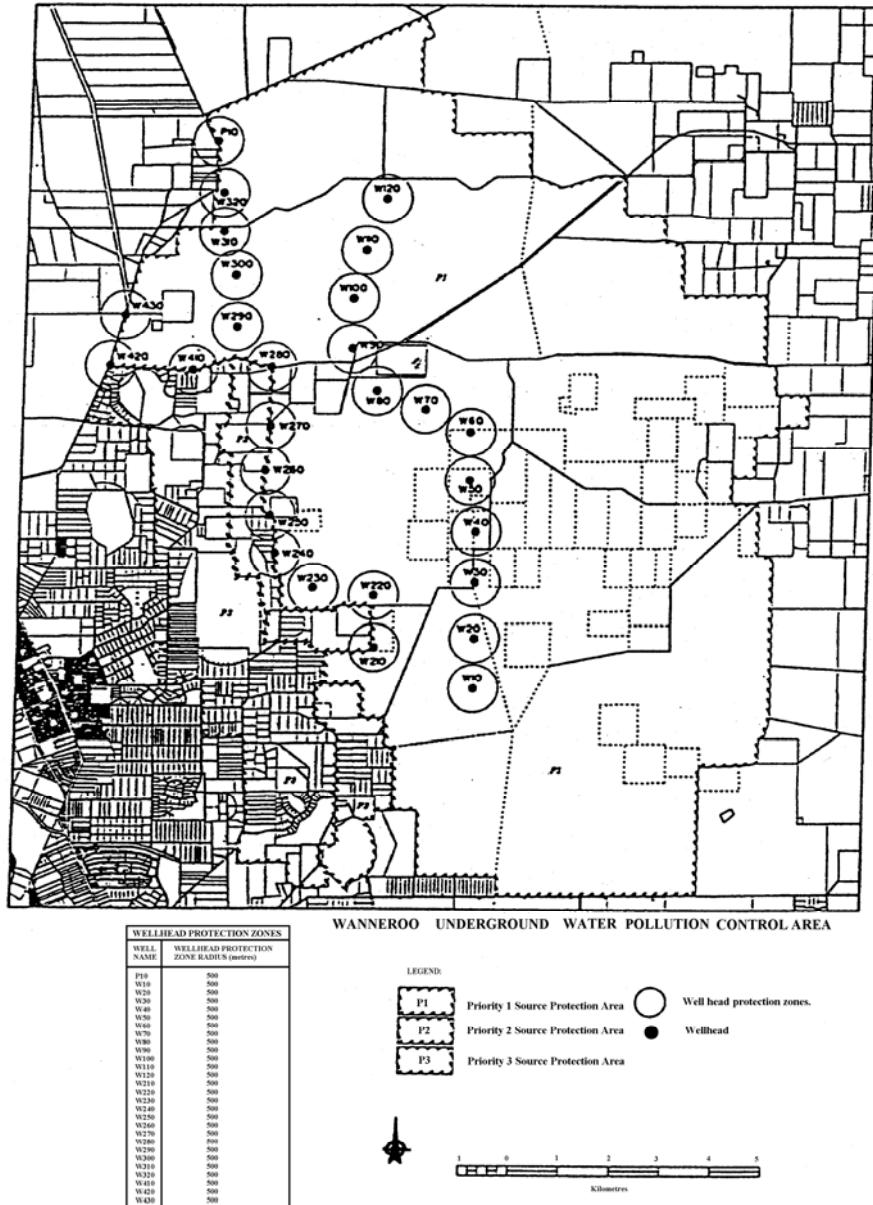 P10
W320
W120
W310
W300
P1
W100
W430
W290
W90
W420
W410
W280
W80
W70
W60
W270
P2
W260
W50
W250
W40
W240
W30
W230
W220
W20
W210
W10
P3
WANNEROO UNDERGROUND WATER POLLUTION CONTROL AREA
WELLHEAD PROTECTION ZONES
WELL NAME
WELLHEAD PROTECTION ZONE RADIUS (metres)
P10 500
W10 500
W20 500
W30 500
W40 500
W50 500
W60 500
W70 500
W80 500
W90 500
W100 500
W110 500
W120 500
W210 500
W220 500
W230 500
W240 500
W250 500
W260 500
W270 500
W280 500
W290 500
W300 500
W310 500
W320 500
W410 500
W420 500
W430 500
LEGEND:
P1 Priority 1 Source Protection Area
P2 Priority 2 Source Protection Area
P3 Priority 3 Source Protection Area
Well head protection zones.
Wellhead
1 0 1 2 3 4 5
Kilometres